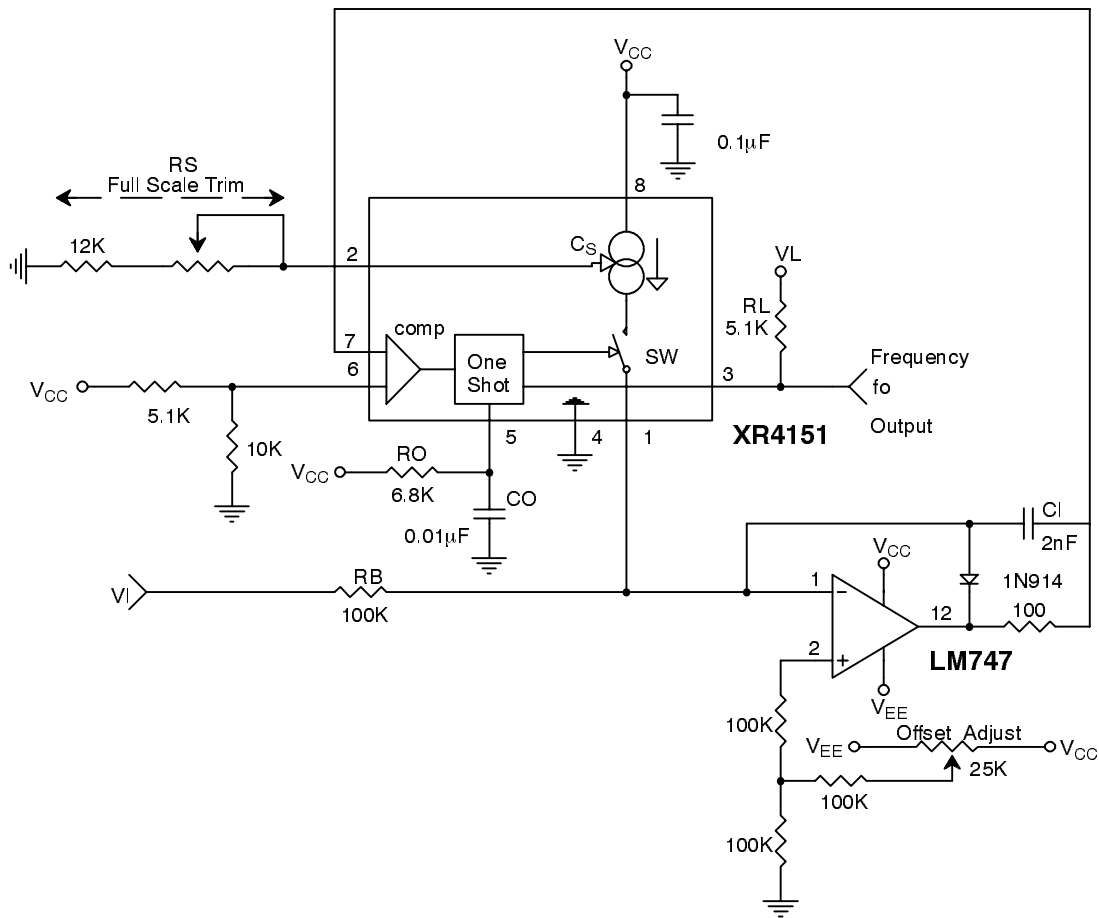 VCC
0.1µF
RS
Full Scale Trim
8
12K
2
CS
VL
RL
5.1K
comp
7
6
One
Shot
SW
3
Frequency
fo
Output
VCC
5.1K
10K
5
4
1
XR4151
VCC
RO
6.8K
CO
0.01µF
CI
2nF
VI
RB
100K
VCC
1
-
1N914
100
12
2
+
LM747
VEE
100K
VEE
Offset Adjust
VCC
25K
100K
100K